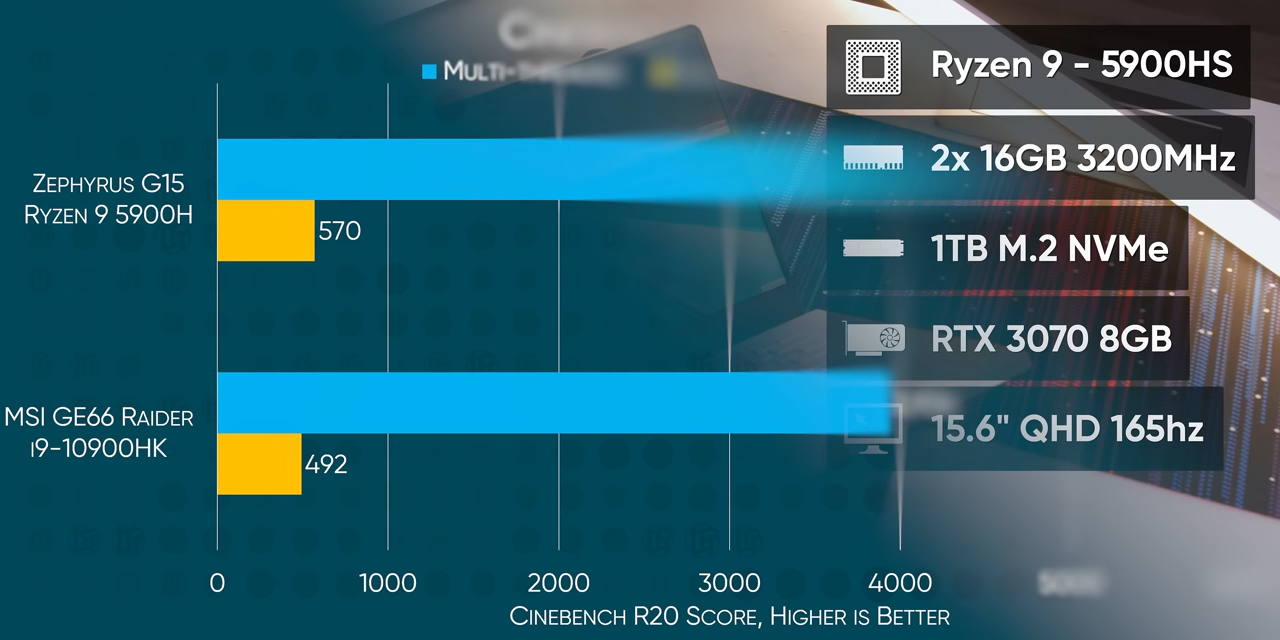 Multi-
Ryzen 9 - 5900HS
2x 16GB 3200MHz
1TB M.2 NVMe
RTX 3070 8GB
15.6" QHD 165hz
Zephyrus G15
Ryzen 9 5900H
570
MSI GE66 Raider
i9-10900HK
492
0 1000 2000 3000 4000 5000
Cinebench R20 Score, Higher is Better